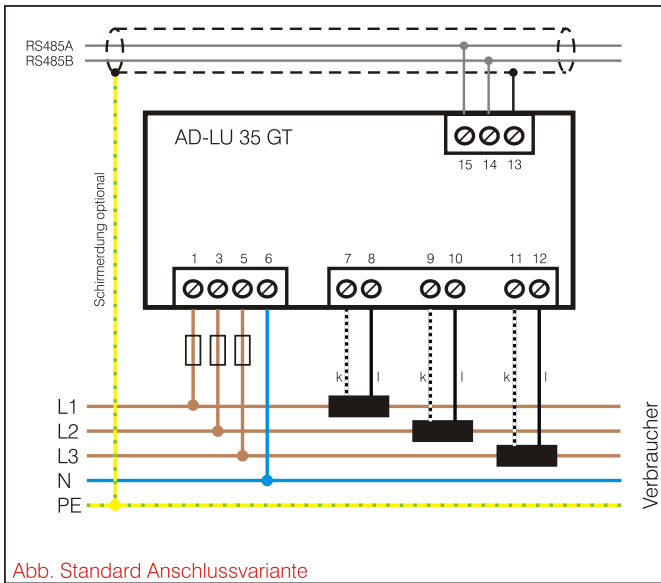 RS485A
RS485B
AD-LU 35 GT
15 14 13
Schirmerdung optional
1 3 5 6 7 8 9 10 11 12
k l k l k l
L1
L2
L3
N
PE
Verbraucher
Abb. Standard Anschlussvariante